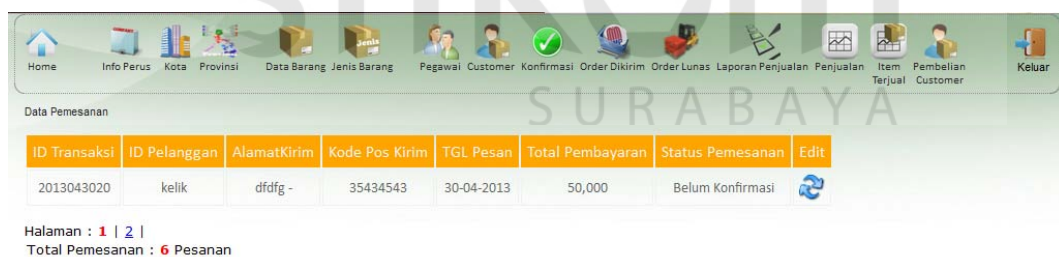 STIKOM
SURABAYA
Jenis
Home Info Perus Kota Provinsi Data Barang Jenis Barang Pegawai Customer Konfirmasi Order Dikirim Order Lunas Laporan Penjualan Penjualan Item Terjual Pembelian Customer Keluar
Data Pemesanan
ID Transaksi ID Pelanggan AlamatKirim Kode Pos Kirim TGL Pesan Total Pembayaran Status Pemesanan Edit
2013043020 kelik dfdfg - 35434543 30-04-2013 50,000 Belum Konfirmasi
Halaman : 1 | 2 |
Total Pemesanan : 6 Pesanan